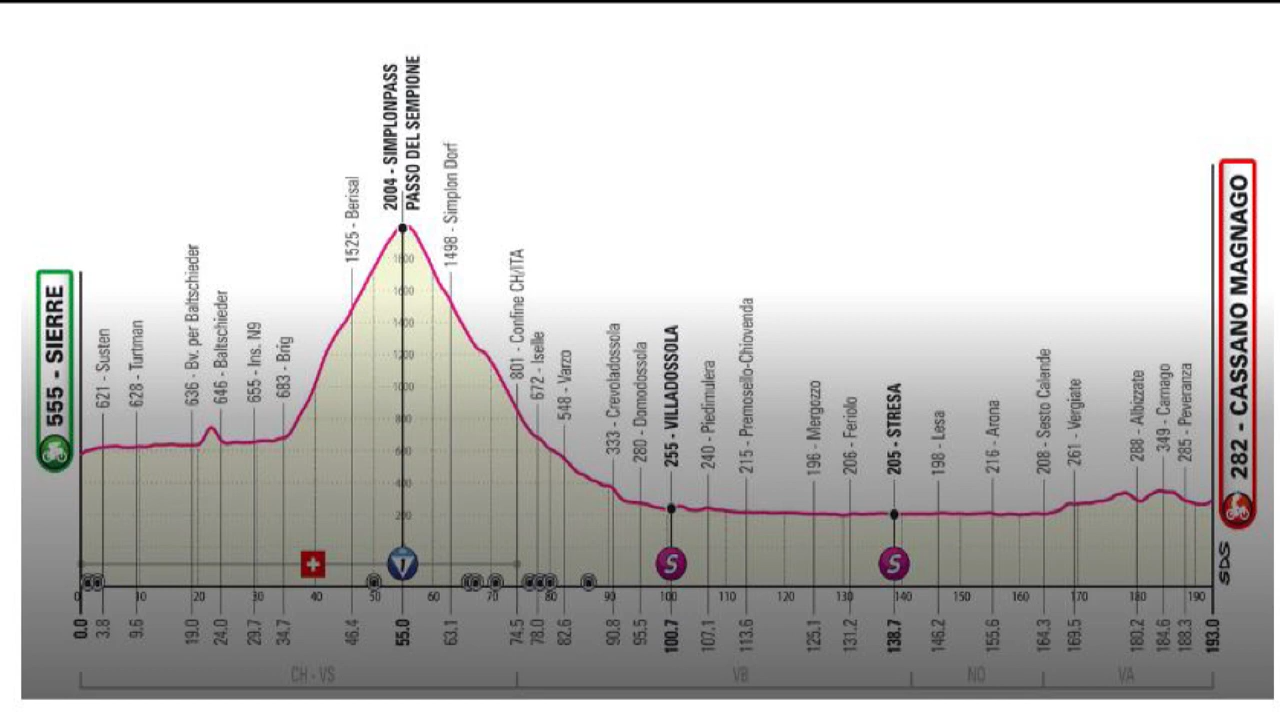 555 - SIERRE
621 - Susten
628 - Turtman
636 - Bv. per Baltschieder
646 - Baltschieder
655 - Ins. N9
683 - Brig
1525 - Berisal
2004 - SIMPLONPASS
PASSO DEL SEMPIONE
1498 - Simplon Dorf
801 - Confine CH/ITA
672 - Iselle
548 - Varzo
333 - Crevoladossola
280 - Domodossola
255 - VILLADOSSOLA
240 - Piedimulera
215 - Premosello-Chiovenda
196 - Mergozzo
206 - Feriolo
205 - STRESA
198 - Lesa
216 - Arona
208 - Sesto Calende
261 - Vergiate
288 - Albizzate
349 - Carnago
285 - Peveranza
282 - CASSANO MAGNAGO
1800
1600
1400
1200
1000
800
600
400
200
S
S
SDS
0 10 20 30 40 50 60 70 80 90 100 110 120 130 140 150 160 170 180 190
0.0 3.8 9.6 19.0 24.0 29.7 34.7 46.4 55.0 63.1 74.5 78.0 82.6 90.8 95.5 100.7 107.1 113.6 125.1 131.2 138.7 146.2 155.6 164.3 169.5 180.2 184.6 188.3 193.0
CH - VS VB NO VA